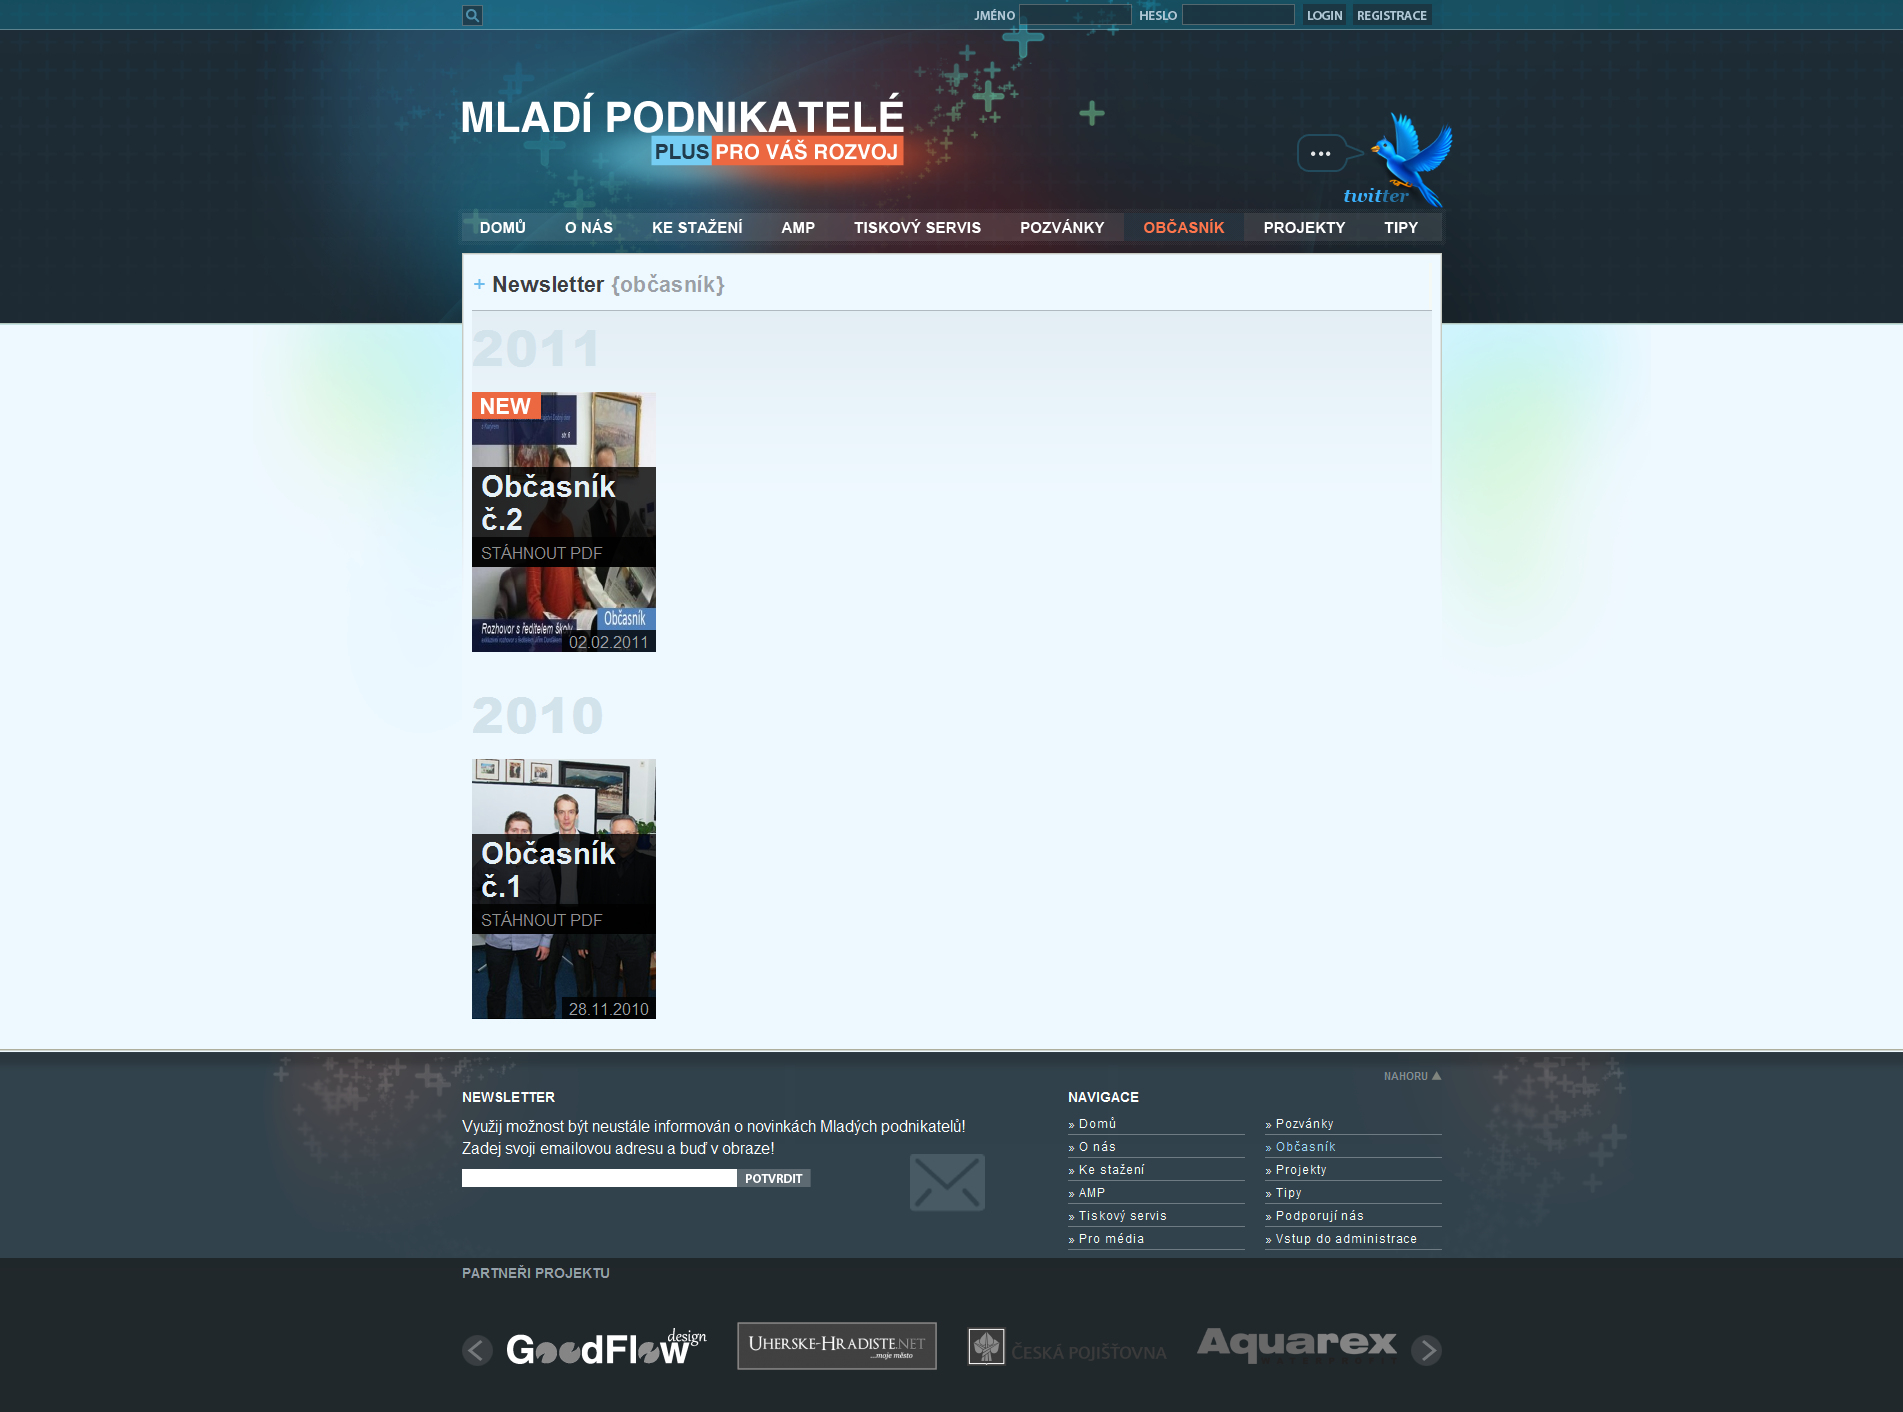 JMÉNO HESLO LOGIN REGISTRACE
MLADÍ PODNIKATELÉ
PLUS PRO VÁŠ ROZVOJ
twitter
DOMŮ O NÁS KE STAŽENÍ AMP TISKOVÝ SERVIS POZVÁNKY OBČASNÍK PROJEKTY TIPY
+ Newsletter {občasník}
2011
NEW
str. 6
Občasník
č.2
STÁHNOUT PDF
Občasník
Rozhovor s ředitelem školy
02.02.2011
2010
Občasník
č.1
STÁHNOUT PDF
28.11.2010
NAHORU
NEWSLETTER
Využij možnost být neustále informován o novinkách Mladých podnikatelů!
Zadej svoji emailovou adresu a buď v obraze!
POTVRDIT
NAVIGACE
» Domů
» O nás
» Ke stažení
» AMP
» Tiskový servis
» Pro média
» Pozvánky
» Občasník
» Projekty
» Tipy
» Podporují nás
» Vstup do administrace
PARTNEŘI PROJEKTU
GoodFlow design
UHERSKE-HRADISTE.NET
...moje město
ČESKÁ POJIŠŤOVNA
Aquarex